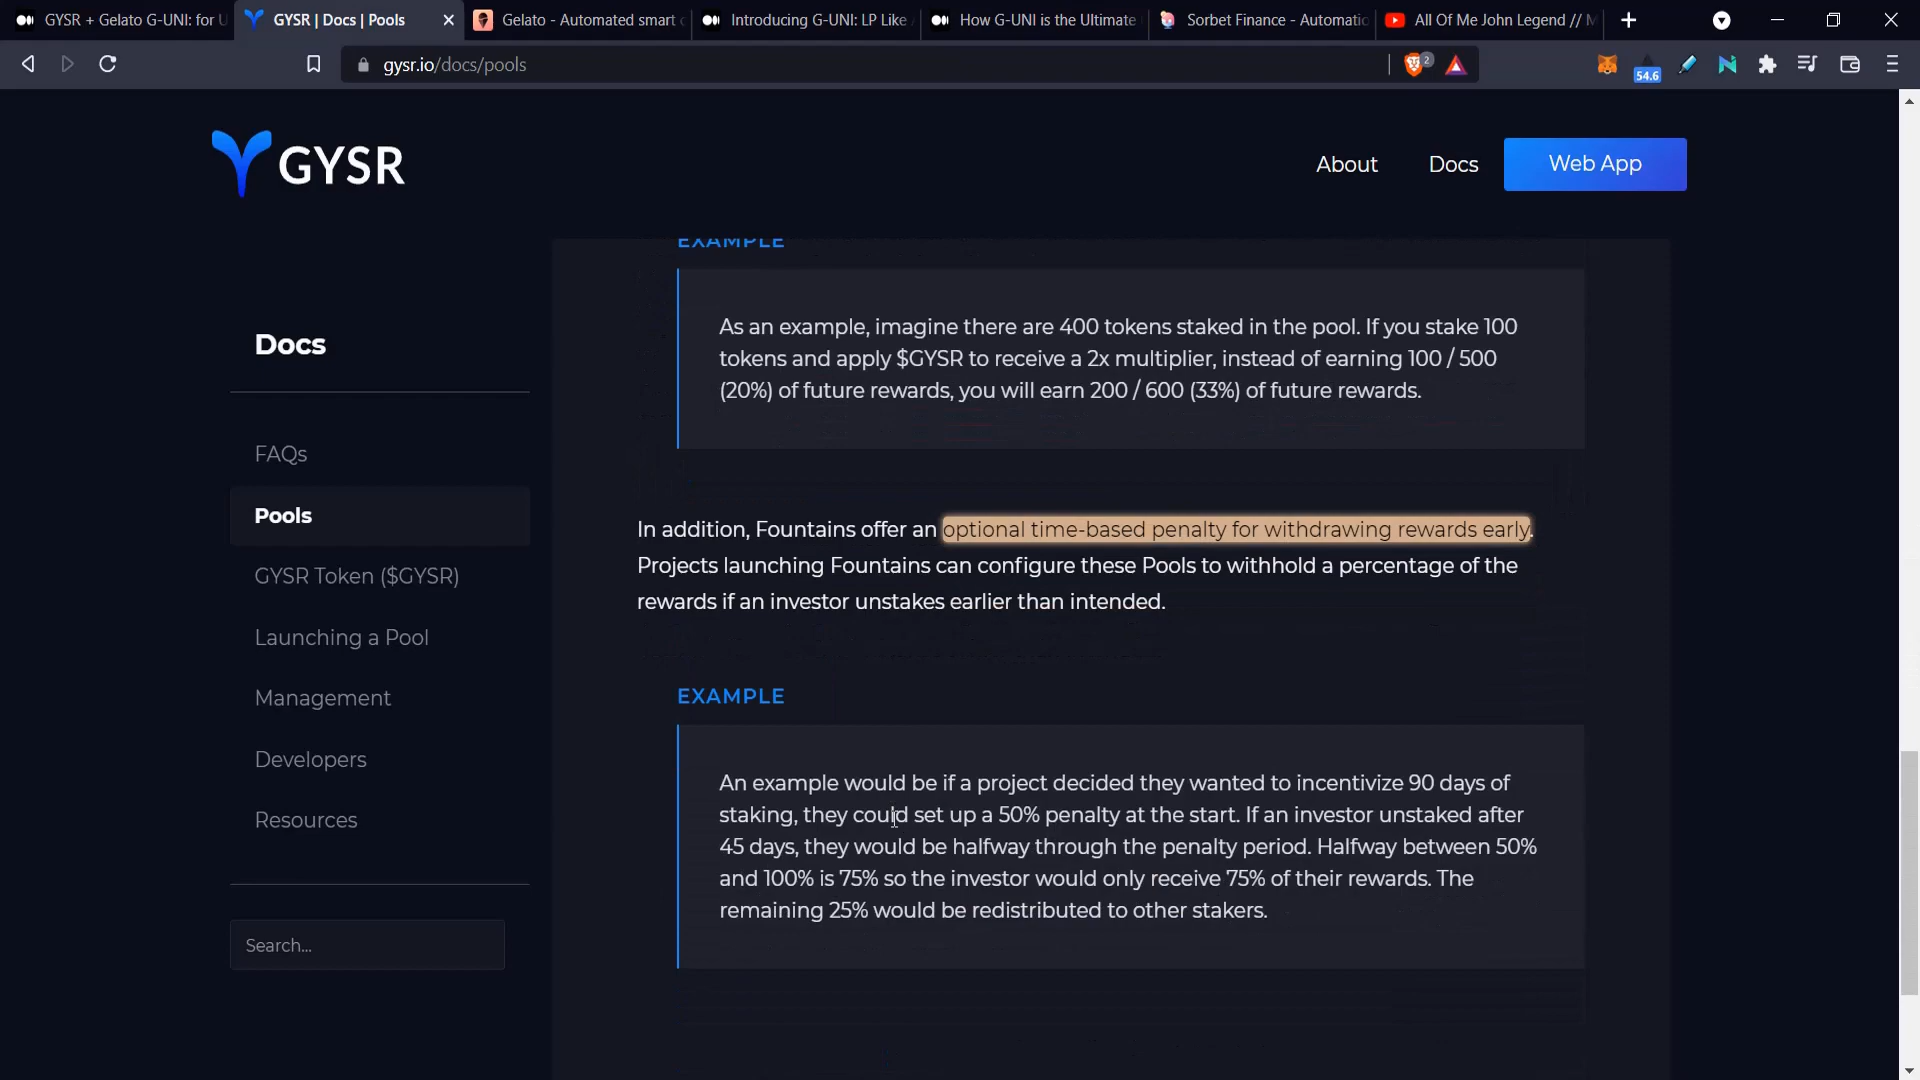 GYSR + Gelato G-UNI: for U
GYSR | Docs | Pools
Gelato - Automated smart c
Introducing G-UNI: LP Like A
How G-UNI is the Ultimate
Sorbet Finance - Automatio
All Of Me John Legend // M
gysr.io/docs/pools
2
54.6
GYSR
About
Docs
Web App
Docs
FAQs
Pools
GYSR Token ($GYSR)
Launching a Pool
Management
Developers
Resources
Search...
EXAMPLE
As an example, imagine there are 400 tokens staked in the pool. If you stake 100
tokens and apply $GYSR to receive a 2x multiplier, instead of earning 100 / 500
(20%) of future rewards, you will earn 200 / 600 (33%) of future rewards.
In addition, Fountains offer an optional time-based penalty for withdrawing rewards early.
Projects launching Fountains can configure these Pools to withhold a percentage of the
rewards if an investor unstakes earlier than intended.
EXAMPLE
An example would be if a project decided they wanted to incentivize 90 days of
staking, they could set up a 50% penalty at the start. If an investor unstaked after
45 days, they would be halfway through the penalty period. Halfway between 50%
and 100% is 75% so the investor would only receive 75% of their rewards. The
remaining 25% would be redistributed to other stakers.